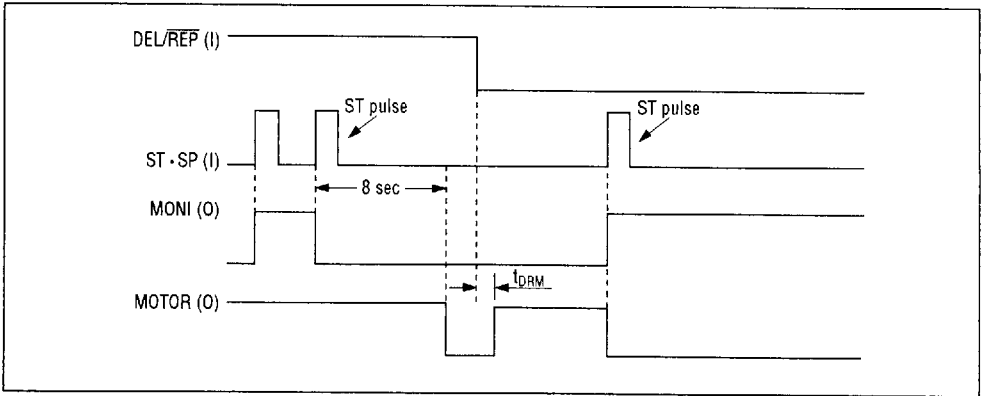 DEL/REP (I)
ST pulse
ST pulse
ST • SP (I)
8 sec
MONI (O)
tDRM
MOTOR (O)